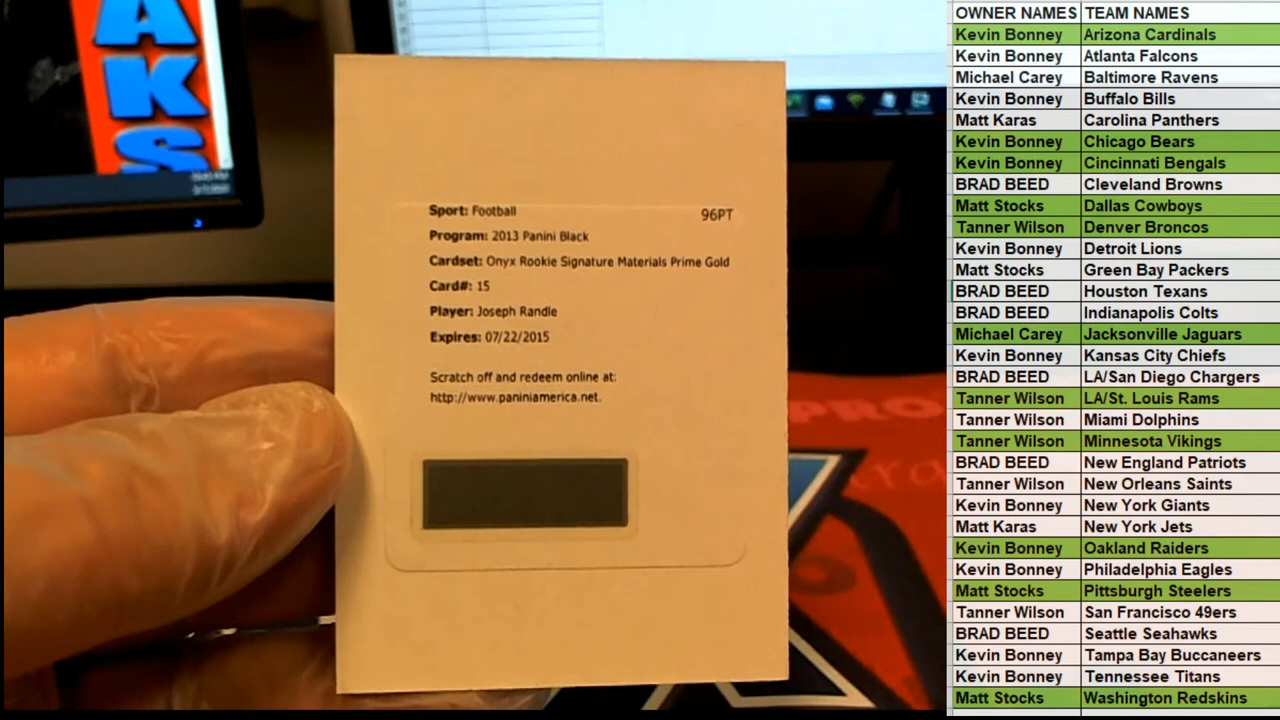 AKS
Sport: Football
96PT
Program: 2013 Panini Black
Cardset: Onyx Rookie Signature Materials Prime Gold
Card#: 15
Player: Joseph Randle
Expires: 07/22/2015
Scratch off and redeem online at:
http://www.paniniamerica.net.
PRO
OWNER NAMES TEAM NAMES
Kevin Bonney Arizona Cardinals
Kevin Bonney Atlanta Falcons
Michael Carey Baltimore Ravens
Kevin Bonney Buffalo Bills
Matt Karas Carolina Panthers
Kevin Bonney Chicago Bears
Kevin Bonney Cincinnati Bengals
BRAD BEED Cleveland Browns
Matt Stocks Dallas Cowboys
Tanner Wilson Denver Broncos
Kevin Bonney Detroit Lions
Matt Stocks Green Bay Packers
BRAD BEED Houston Texans
BRAD BEED Indianapolis Colts
Michael Carey Jacksonville Jaguars
Kevin Bonney Kansas City Chiefs
BRAD BEED LA/San Diego Chargers
Tanner Wilson LA/St. Louis Rams
Tanner Wilson Miami Dolphins
Tanner Wilson Minnesota Vikings
BRAD BEED New England Patriots
Tanner Wilson New Orleans Saints
Kevin Bonney New York Giants
Matt Karas New York Jets
Kevin Bonney Oakland Raiders
Kevin Bonney Philadelphia Eagles
Matt Stocks Pittsburgh Steelers
Tanner Wilson San Francisco 49ers
BRAD BEED Seattle Seahawks
Kevin Bonney Tampa Bay Buccaneers
Kevin Bonney Tennessee Titans
Matt Stocks Washington Redskins